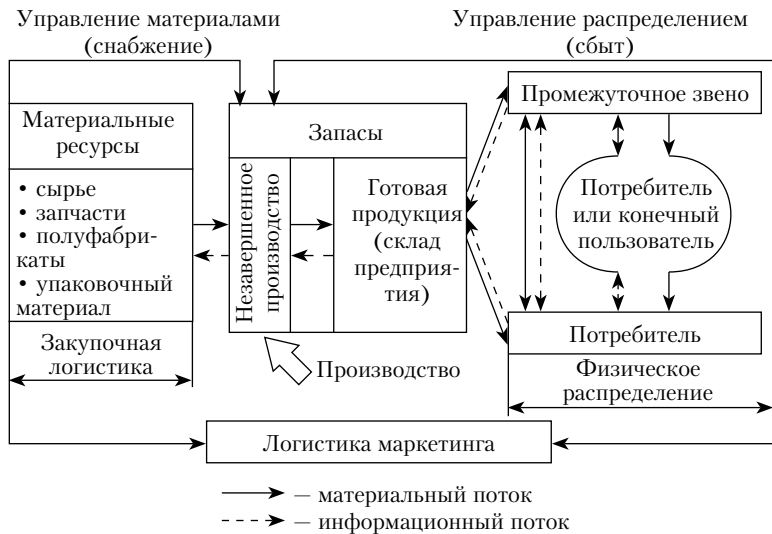 Управление материалами
(снабжение)
Управление распределением
(сбыт)
Материальные
ресурсы
• сырье
• запчасти
• полуфабри-
каты
• упаковочный
материал
Закупочная
логистика
Запасы
Незавершенное
производство
Готовая
продукция
(склад
предприя-
тия)
Производство
Промежуточное звено
Потребитель
или конечный
пользователь
Потребитель
Физическое
распределение
Логистика маркетинга
— материальный поток
— информационный поток